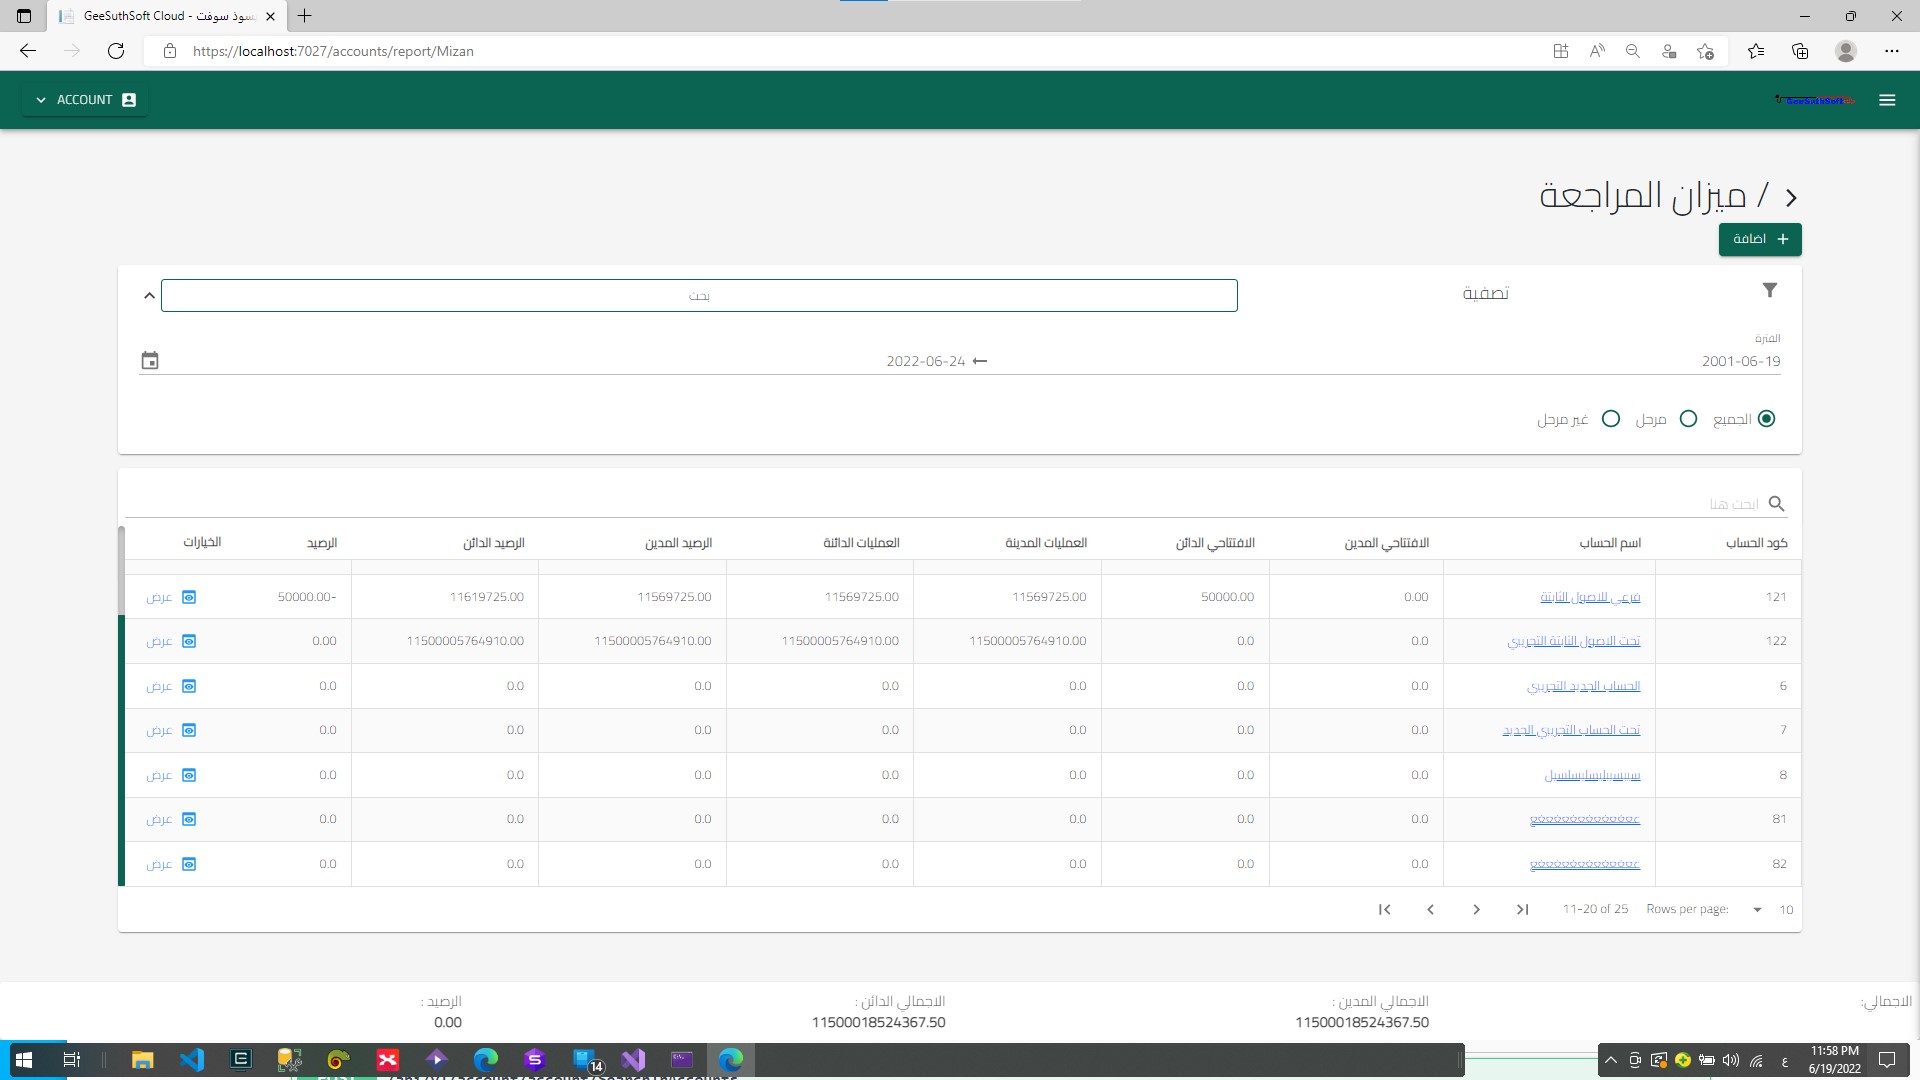 GeeSuthSoft Cloud - يسوذ سوفت
https://localhost:7027/accounts/report/Mizan
ACCOUNT
GeeSuthSoft
/ ميزان المراجعة
اضافة
تصفية
بحث
الفترة
2001-06-19
2022-06-24
الجميع
مرحل
غير مرحل
ابحث هنا
كود الحساب اسم الحساب الافتتاحي المدين الافتتاحي الدائن العمليات المدينة العمليات الدائنة الرصيد المدين الرصيد الدائن الرصيد الخيارات
121 فرعي للاصول الثابتة 0.00 50000.00 11569725.00 11569725.00 11569725.00 11619725.00 50000.00- عرض
122 تحت الاصول الثابتة التجريبي 0.0 0.0 11500005764910.00 11500005764910.00 11500005764910.00 11500005764910.00 0.00 عرض
6 الحساب الجديد التجريبي 0.0 0.0 0.0 0.0 0.0 0.0 0.0 عرض
7 تحت الحساب التجريبي الجديد 0.0 0.0 0.0 0.0 0.0 0.0 0.0 عرض
8 0.0 0.0 0.0 0.0 0.0 0.0 0.0 عرض
81 0.0 0.0 0.0 0.0 0.0 0.0 0.0 عرض
82 0.0 0.0 0.0 0.0 0.0 0.0 0.0 عرض
10 Rows per page: 11-20 of 25
الاجمالي:
الاجمالي المدين :
11500018524367.50
الاجمالي الدائن :
11500018524367.50
الرصيد :
0.00
14
ع
11:58 PM
6/19/2022